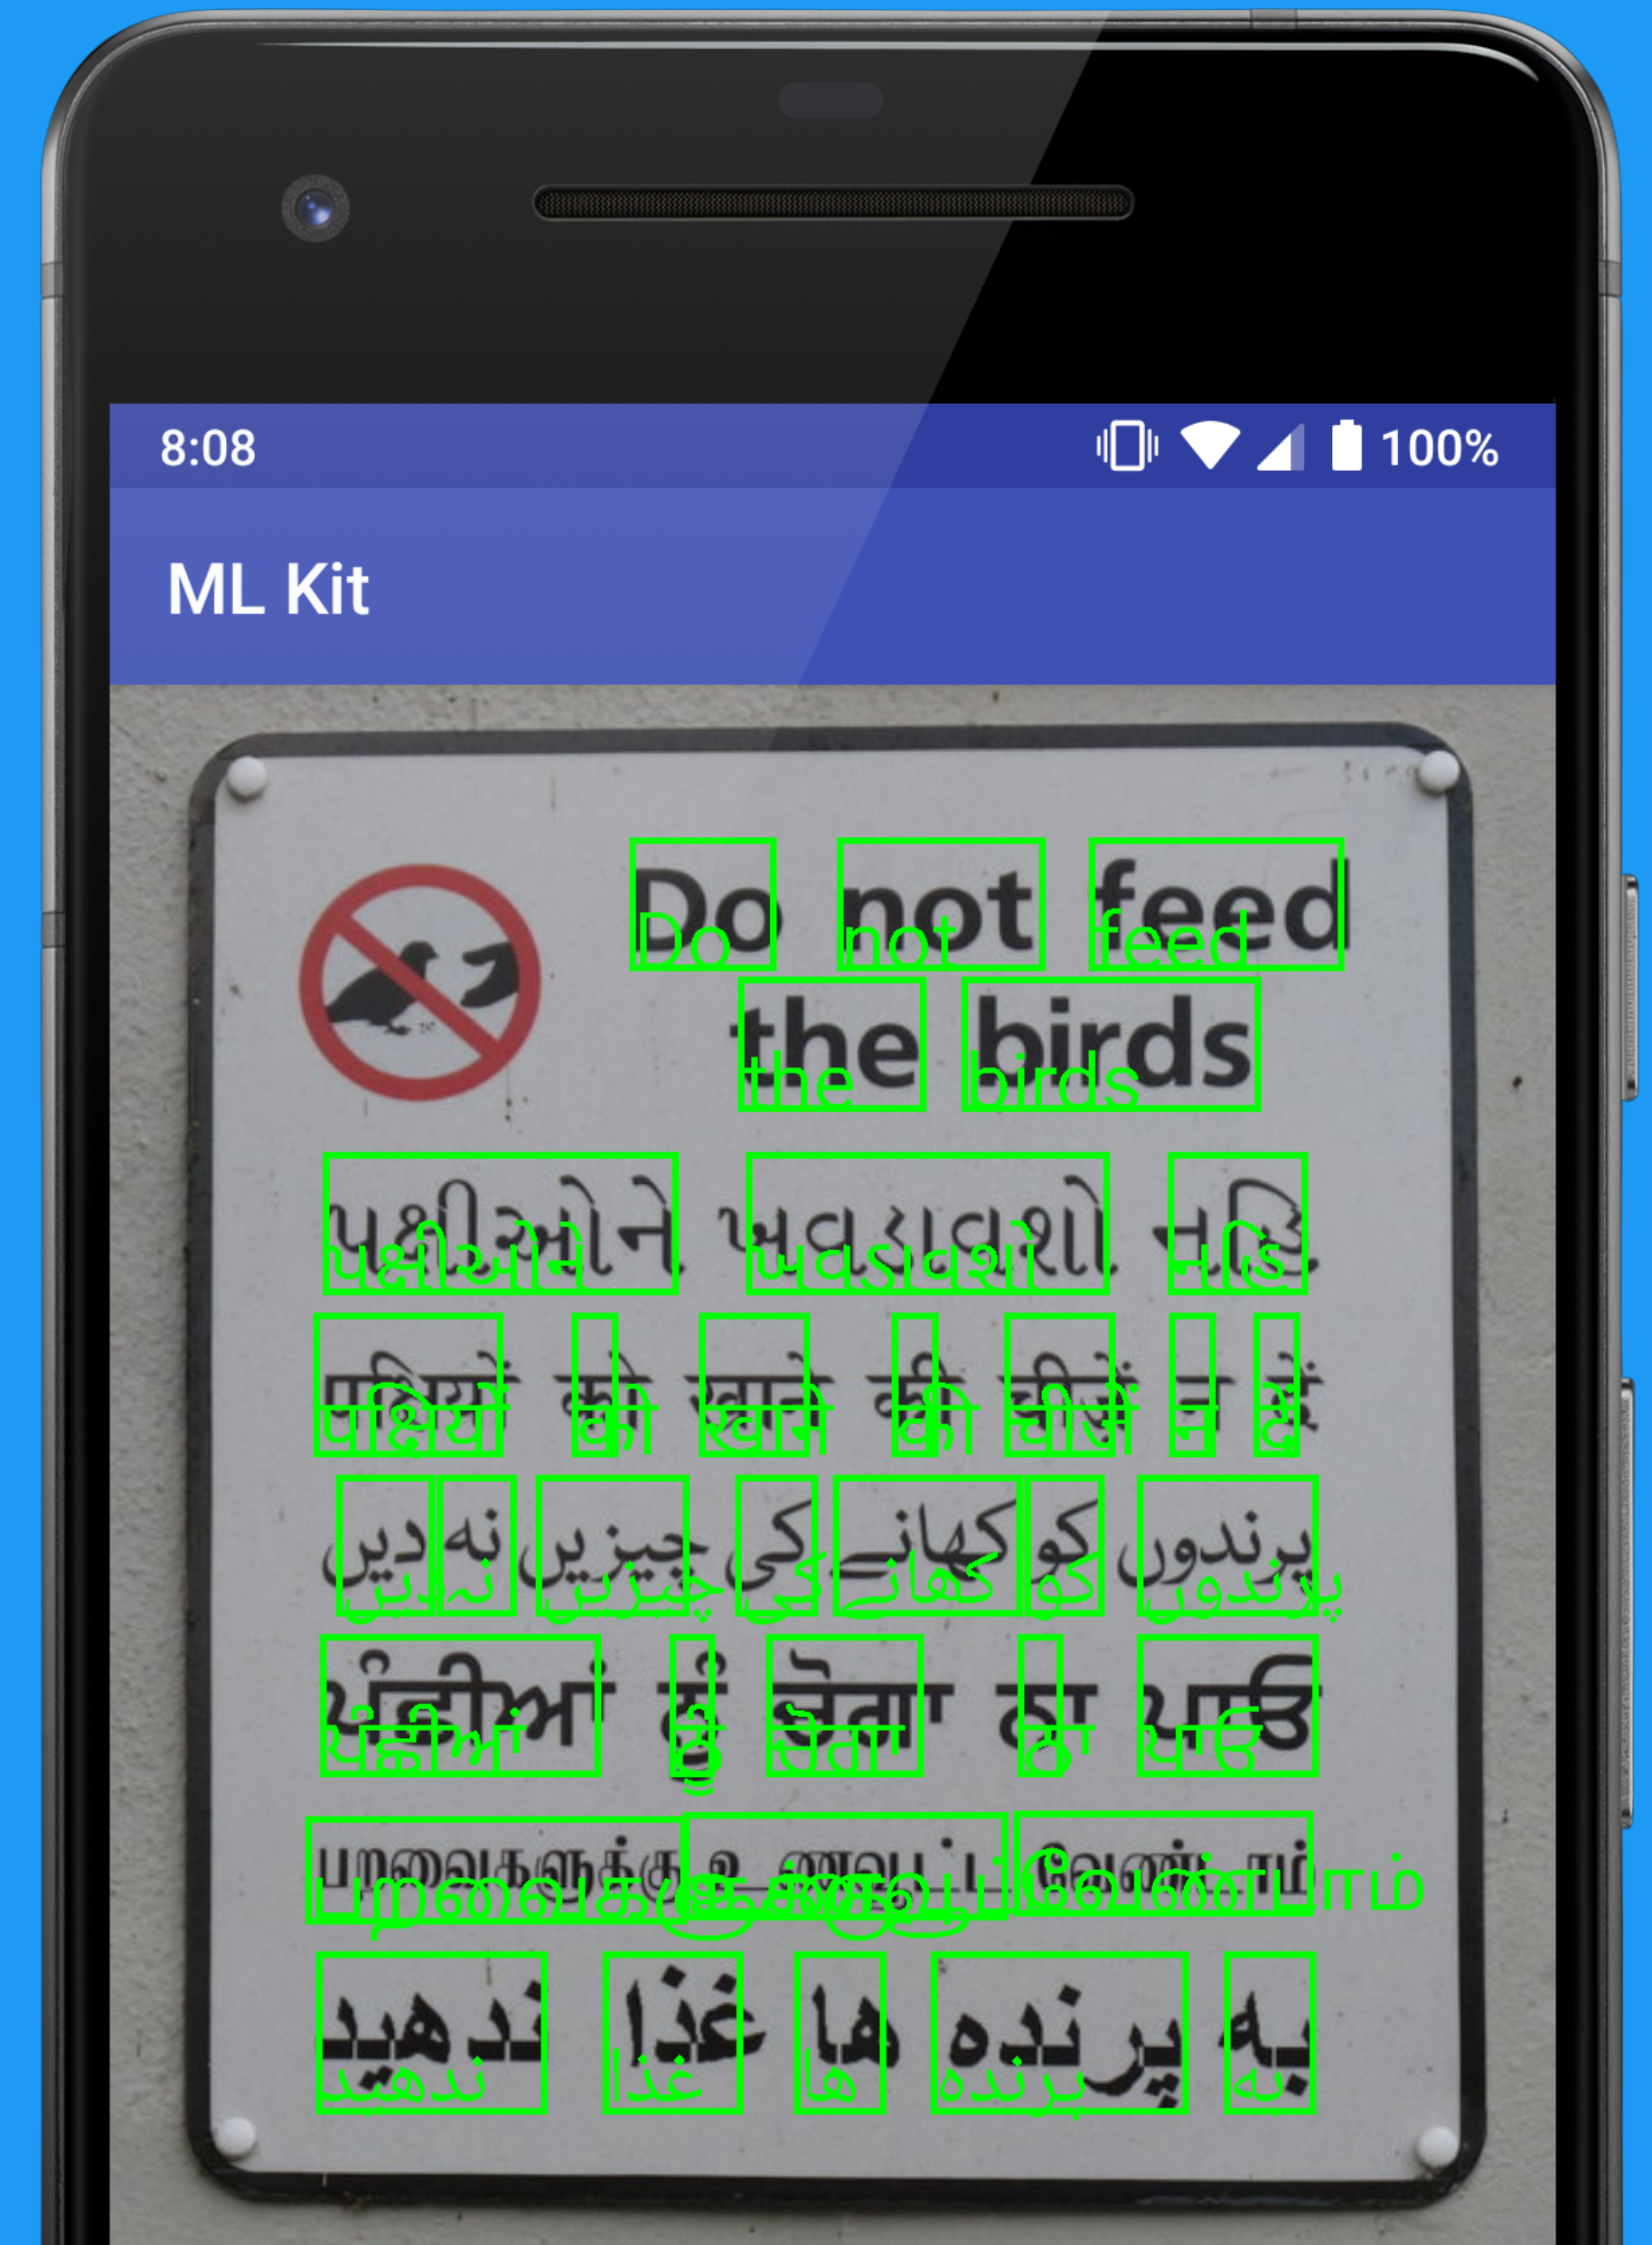 8:08 100%
ML Kit
Do not feed
the birds
પક્ષીઓને ખવડાવશો નહિ
पक्षियों को खाने की चीजें न दें
پرندوں کو کھانے کی چیزیں نہ دیں
ਪੰਛੀਆਂ ਨੂੰ ਚੋਗਾ ਨਾ ਪਾਓ
பறவைகளுக்கு உணவூட்ட வேண்டாம்
به پرنده ها غذا ندهید